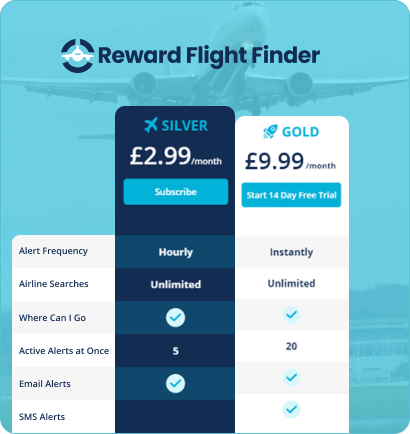 Reward Flight Finder
SILVER
£2.99/month
Subscribe
GOLD
£9.99/month
Start 14 Day Free Trial
Alert Frequency Hourly Instantly
Airline Searches Unlimited Unlimited
Where Can I Go
Active Alerts at Once 5 20
Email Alerts
SMS Alerts